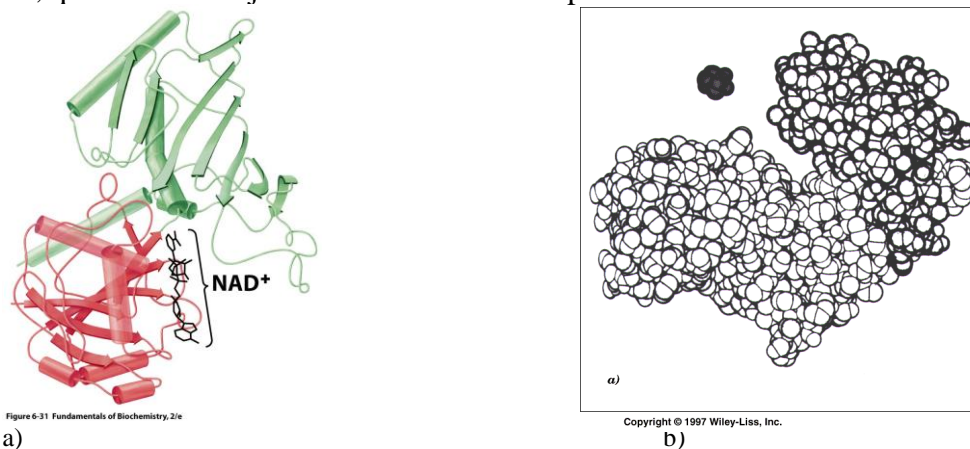 NAD⁺
a)
Figure 6-31 Fundamentals of Biochemistry, 2/e
Copyright © 1997 Wiley-Liss, Inc.
a)
b)